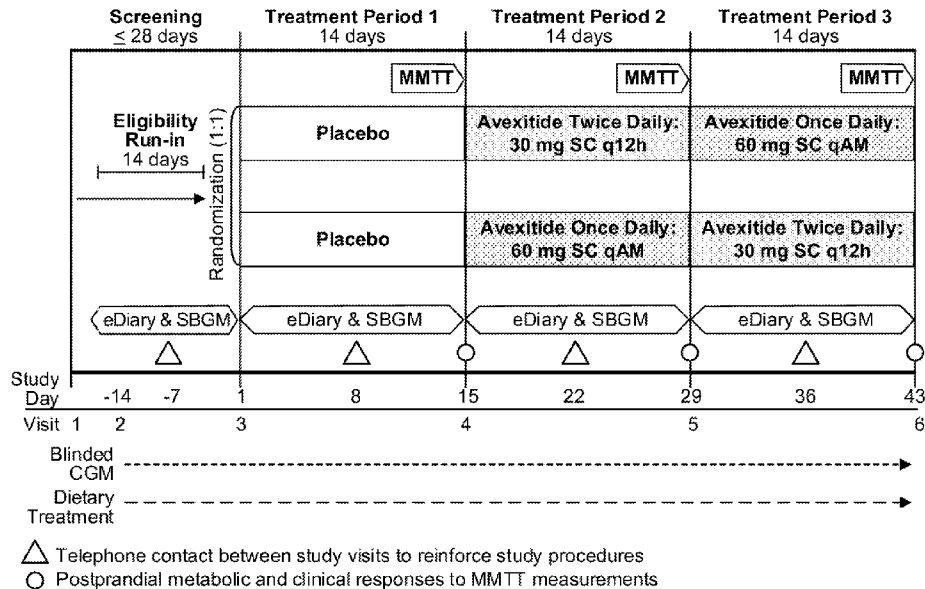 Screening
≤ 28 days
Treatment Period 1
14 days
Treatment Period 2
14 days
Treatment Period 3
14 days
MMTT
MMTT
MMTT
Eligibility
Run-in
14 days
Randomization (1:1)
Placebo
Avexitide Twice Daily:
30 mg SC q12h
Avexitide Once Daily:
60 mg SC qAM
Placebo
Avexitide Once Daily:
60 mg SC qAM
Avexitide Twice Daily:
30 mg SC q12h
eDiary & SBGM
eDiary & SBGM
eDiary & SBGM
eDiary & SBGM
Study
Day -14 -7 1 8 15 22 29 36 43
Visit 1 2 3 4 5 6
Blinded
CGM
Dietary
Treatment
Telephone contact between study visits to reinforce study procedures
Postprandial metabolic and clinical responses to MMTT measurements